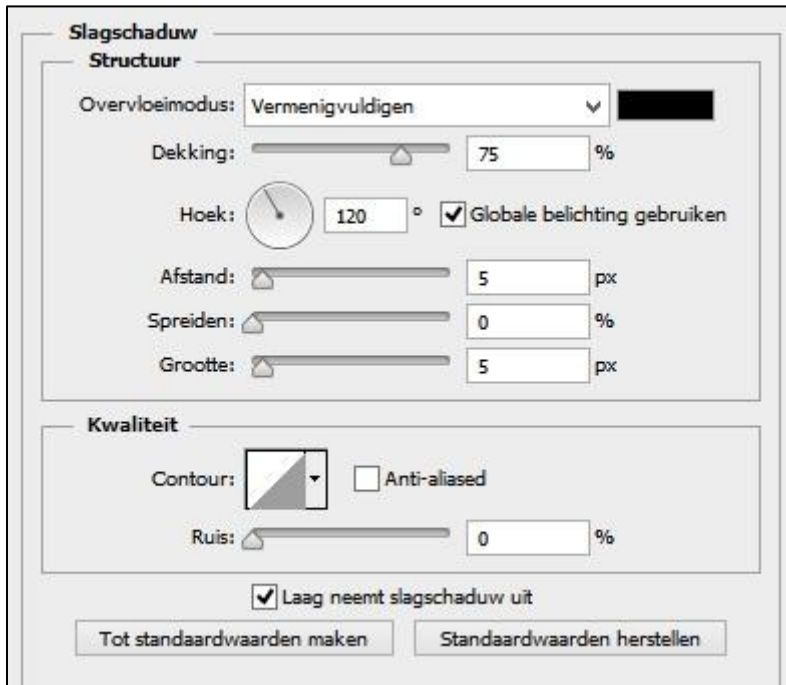 Slagschaduw
Structuur
Overvloeimodus: Vermenigvuldigen
Dekking: 75 %
Hoek: 120 ° Globale belichting gebruiken
Afstand: 5 px
Spreiden: 0 %
Grootte: 5 px
Kwaliteit
Contour: Anti-aliased
Ruis: 0 %
Laag neemt slagschaduw uit
Tot standaardwaarden maken Standaardwaarden herstellen